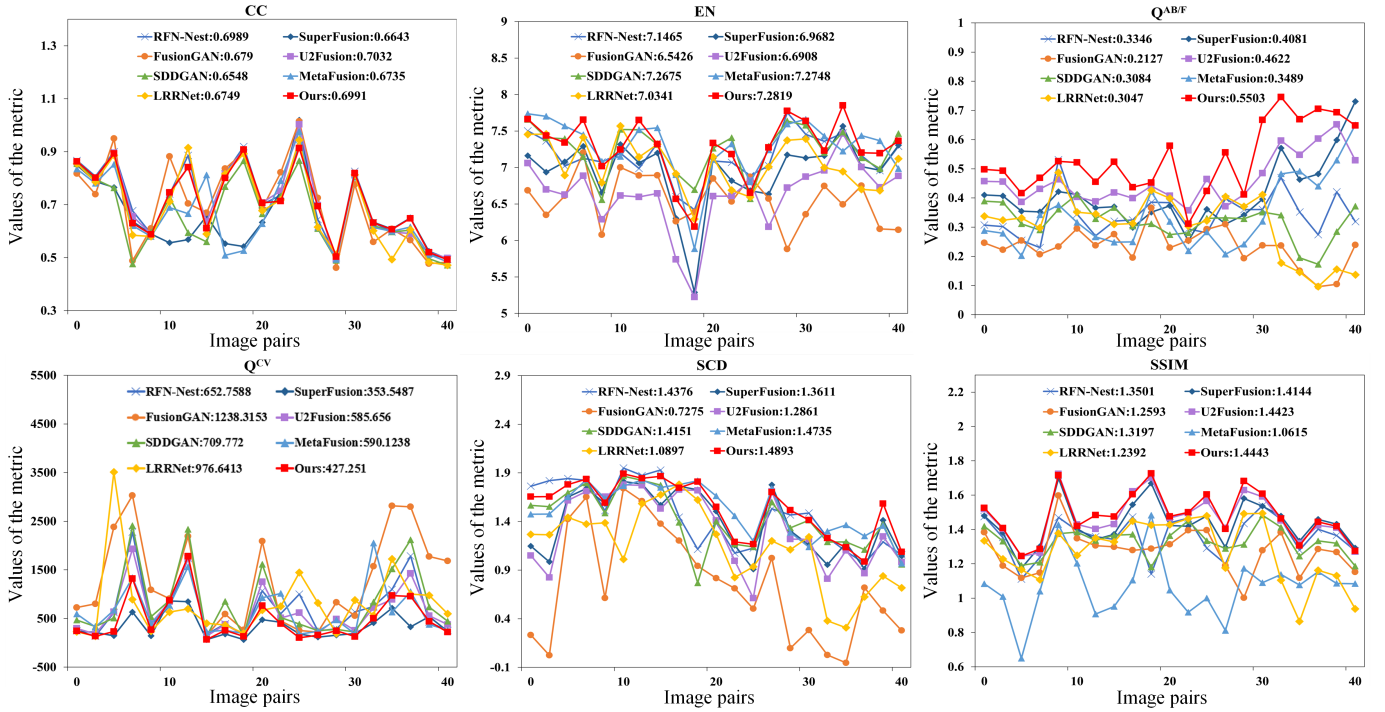 CC
Values of the metric
1.3
1.1
0.9
0.7
0.5
0.3
RFN-Nest:0.6989 SuperFusion:0.6643
FusionGAN:0.679 U2Fusion:0.7032
SDDGAN:0.6548 MetaFusion:0.6735
LRRNet:0.6749 Ours:0.6991
0 10 20 30 40
Image pairs
EN
Values of the metric
9
8.5
8
7.5
7
6.5
6
5.5
5
RFN-Nest:7.1465 SuperFusion:6.9682
FusionGAN:6.5426 U2Fusion:6.6908
SDDGAN:7.2675 MetaFusion:7.2748
LRRNet:7.0341 Ours:7.2819
0 10 20 30 40
Image pairs
Q^AB/F
Values of the metric
1
0.9
0.8
0.7
0.6
0.5
0.4
0.3
0.2
0.1
0
RFN-Nest:0.3346 SuperFusion:0.4081
FusionGAN:0.2127 U2Fusion:0.4622
SDDGAN:0.3084 MetaFusion:0.3489
LRRNet:0.3047 Ours:0.5503
0 10 20 30 40
Image pairs
Q^CV
Values of the metric
5500
4500
3500
2500
1500
500
-500
RFN-Nest:652.7588 SuperFusion:353.5487
FusionGAN:1238.3153 U2Fusion:585.656
SDDGAN:709.772 MetaFusion:590.1238
LRRNet:976.6413 Ours:427.251
0 10 20 30 40
Image pairs
SCD
Values of the metric
2.9
2.4
1.9
1.4
0.9
0.4
-0.1
RFN-Nest:1.4376 SuperFusion:1.3611
FusionGAN:0.7275 U2Fusion:1.2861
SDDGAN:1.4151 MetaFusion:1.4735
LRRNet:1.0897 Ours:1.4893
0 10 20 30 40
Image pairs
SSIM
Values of the metric
2.2
2
1.8
1.6
1.4
1.2
1
0.8
0.6
RFN-Nest:1.3501 SuperFusion:1.4144
FusionGAN:1.2593 U2Fusion:1.4423
SDDGAN:1.3197 MetaFusion:1.0615
LRRNet:1.2392 Ours:1.4443
0 10 20 30 40
Image pairs